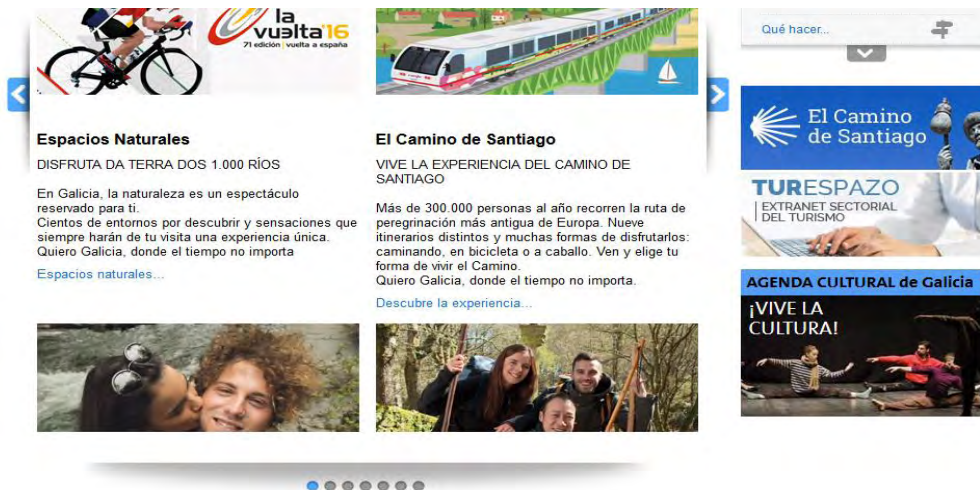 la
vuelta'16
71 edición | vuelta a españa
Espacios Naturales
DISFRUTA DA TERRA DOS 1.000 RÍOS
En Galicia, la naturaleza es un espectáculo
reservado para ti.
Cientos de entornos por descubrir y sensaciones que
siempre harán de tu visita una experiencia única.
Quiero Galicia, donde el tiempo no importa
Espacios naturales...
El Camino de Santiago
VIVE LA EXPERIENCIA DEL CAMINO DE
SANTIAGO
Más de 300.000 personas al año recorren la ruta de
peregrinación más antigua de Europa. Nueve
itinerarios distintos y muchas formas de disfrutarlos:
caminando, en bicicleta o a caballo. Ven y elige tu
forma de vivir el Camino.
Quiero Galicia, donde el tiempo no importa.
Descubre la experiencia...
Qué hacer...
El Camino
de Santiago
TURESPAZO
EXTRANET SECTORIAL
DEL TURISMO
AGENDA CULTURAL de Galicia
¡VIVE LA
CULTURA!